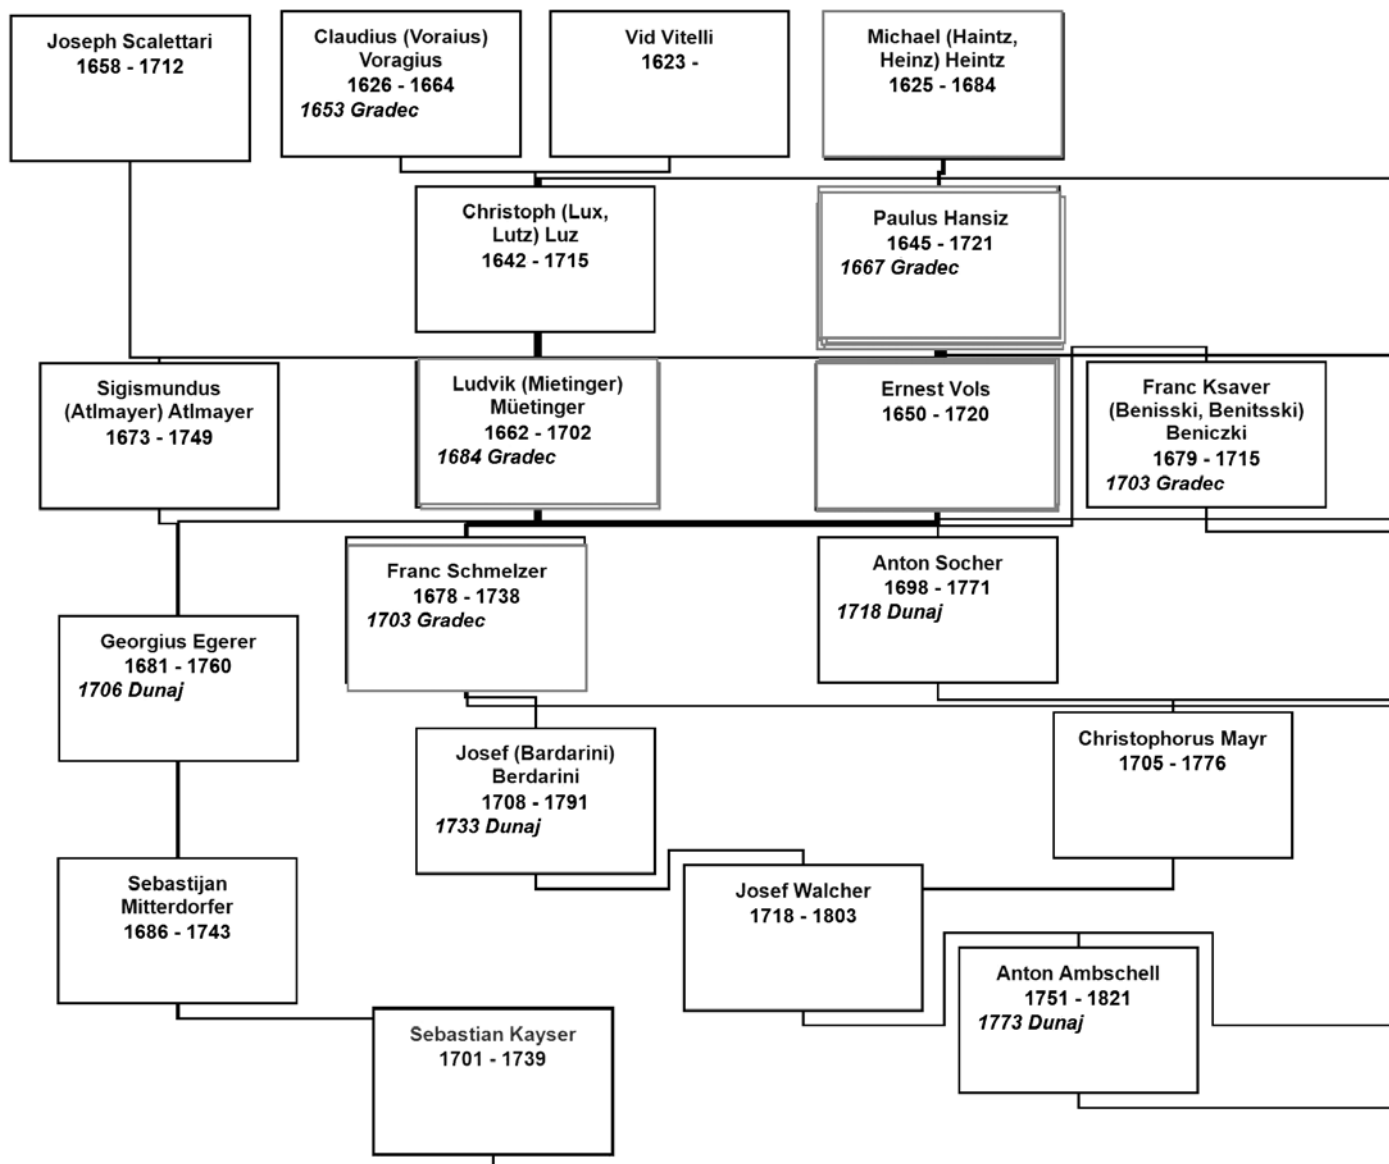 Joseph Scalettari
1658 - 1712
Claudius (Voraius)
Voragius
1626 - 1664
1653 Gradec
Vid Vitelli
1623 -
Michael (Haintz,
Heinz) Heintz
1625 - 1684
Christoph (Lux,
Lutz) Luz
1642 - 1715
Paulus Hansiz
1645 - 1721
1667 Gradec
Sigismundus
(Atlmayer) Atlmayer
1673 - 1749
Ludvik (Mietinger)
Müetinger
1662 - 1702
1684 Gradec
Ernest Vols
1650 - 1720
Franc Ksaver
(Benisski, Benitsski)
Beniczki
1679 - 1715
1703 Gradec
Franc Schmelzer
1678 - 1738
1703 Gradec
Anton Socher
1698 - 1771
1718 Dunaj
Georgius Egerer
1681 - 1760
1706 Dunaj
Josef (Bardarini)
Berdarini
1708 - 1791
1733 Dunaj
Christophorus Mayr
1705 - 1776
Sebastijan
Mitterdorfer
1686 - 1743
Josef Walcher
1718 - 1803
Anton Ambschell
1751 - 1821
1773 Dunaj
Sebastian Kayser
1701 - 1739